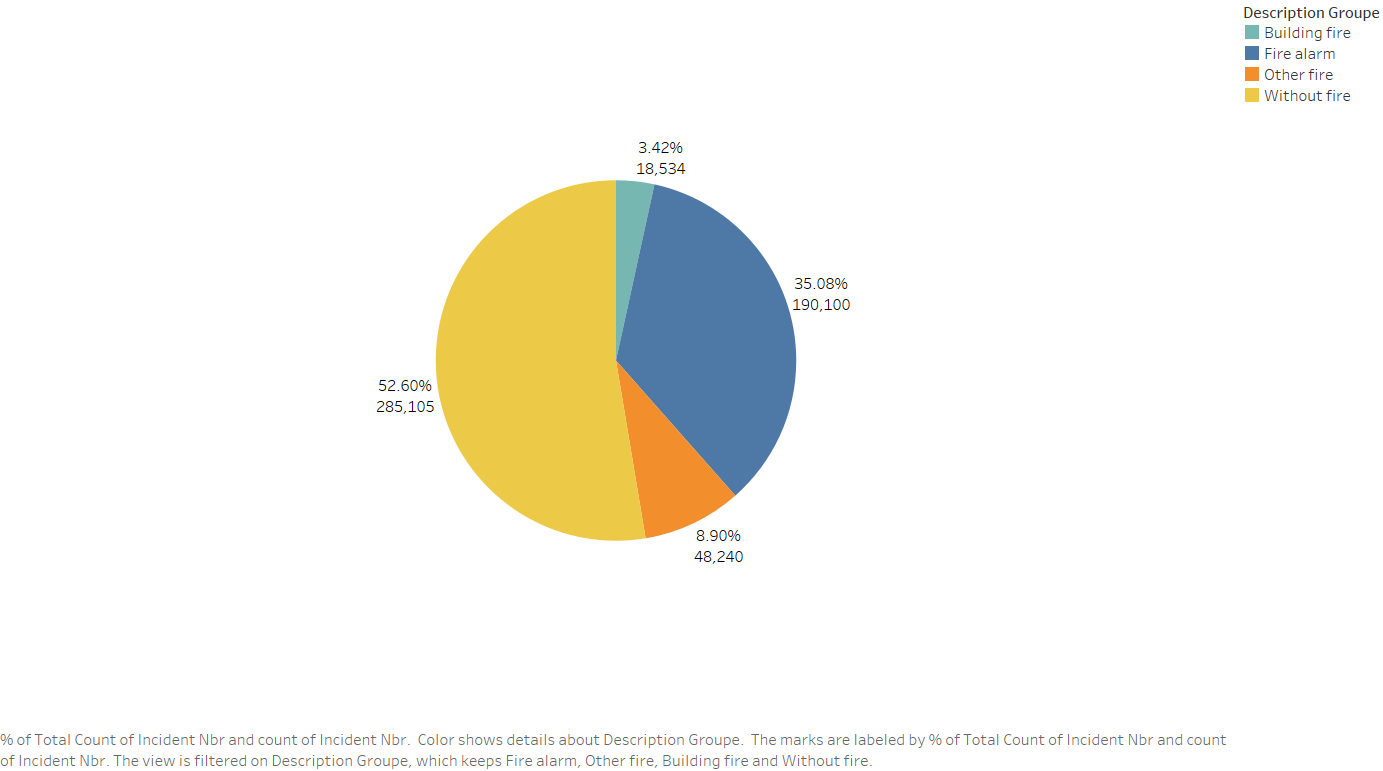 Description Groupe
Building fire
Fire alarm
Other fire
Without fire
3.42%
18,534
35.08%
190,100
52.60%
285,105
8.90%
48,240
% of Total Count of Incident Nbr and count of Incident Nbr.  Color shows details about Description Groupe.  The marks are labeled by % of Total Count of Incident Nbr and count
of Incident Nbr. The view is filtered on Description Groupe, which keeps Fire alarm, Other fire, Building fire and Without fire.